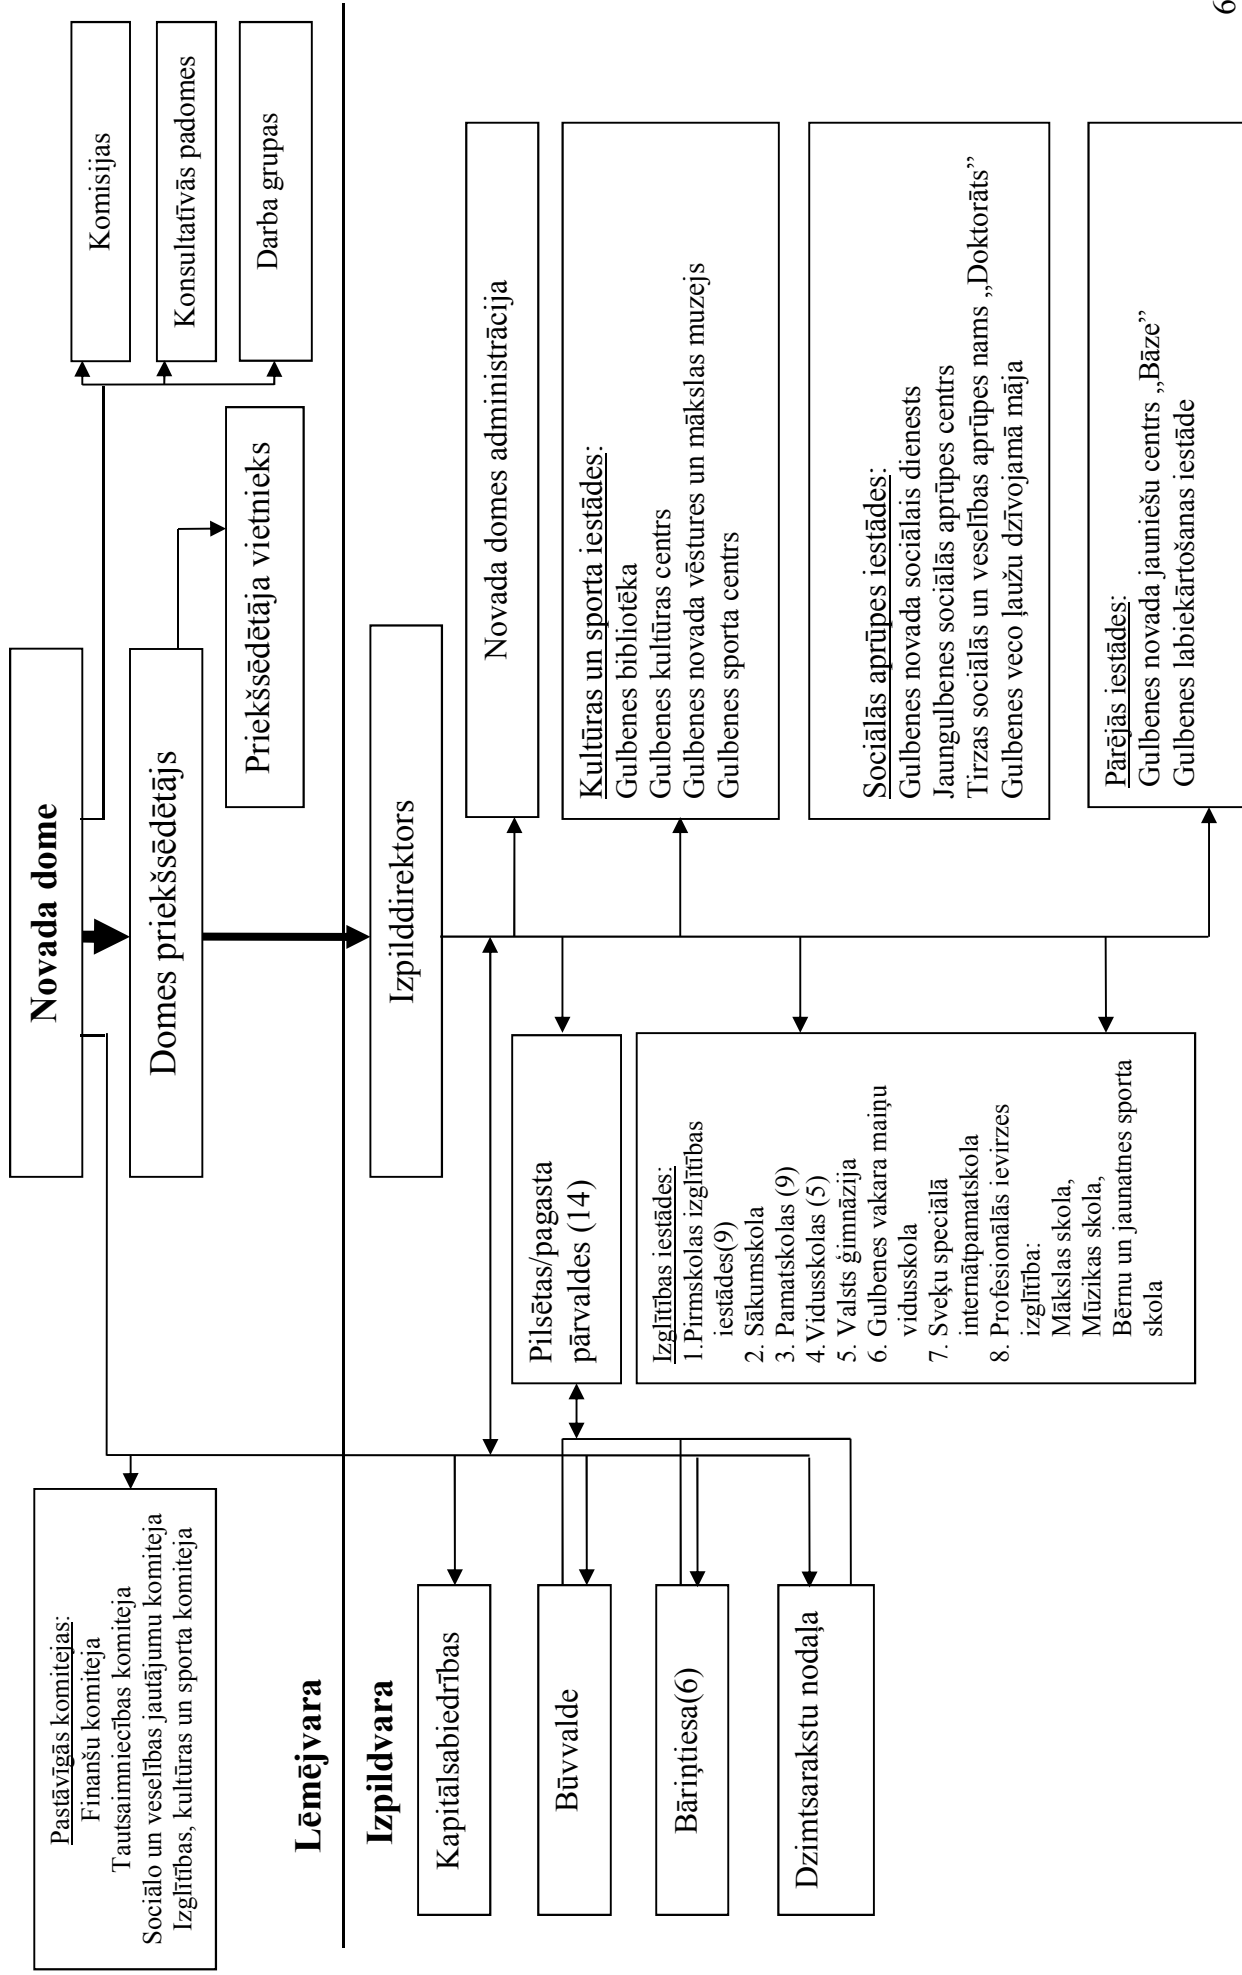 Novada dome
Domes priekšsēdētājs
Priekšsēdētāja vietnieks
Komisijas
Konsultatīvās padomes
Darba grupas
Pastāvīgās komitejas:
Finanšu komiteja
Tautsaimniecības komiteja
Sociālo un veselības jautājumu komiteja
Izglītības, kultūras un sporta komiteja
Lēmējvara
Izpildvara
Izpilddirektors
Kapitālsabiedrības
Būvvalde
Bāriņtiesa(6)
Dzimtsarakstu nodaļa
Pilsētas/pagasta
pārvaldes (14)
Izglītības iestādes:
1.Pirmskolas izglītības
iestādes(9)
2. Sākumskola
3. Pamatskolas (9)
4.Vidusskolas (5)
5. Valsts ģimnāzija
6. Gulbenes vakara maiņu
vidusskola
7. Sveķu speciālā
internātpamatskola
8. Profesionālās ievirzes
izglītība:
Mākslas skola,
Mūzikas skola,
Bērnu un jaunatnes sporta
skola
Novada domes administrācija
Kultūras un sporta iestādes:
Gulbenes bibliotēka
Gulbenes kultūras centrs
Gulbenes novada vēstures un mākslas muzejs
Gulbenes sporta centrs
Sociālās aprūpes iestādes:
Gulbenes novada sociālais dienests
Jaungulbenes sociālās aprūpes centrs
Tirzas sociālās un veselības aprūpes nams „Doktorāts”
Gulbenes veco ļaužu dzīvojamā māja
Pārējās iestādes:
Gulbenes novada jauniešu centrs „Bāze”
Gulbenes labiekārtošanas iestāde
6